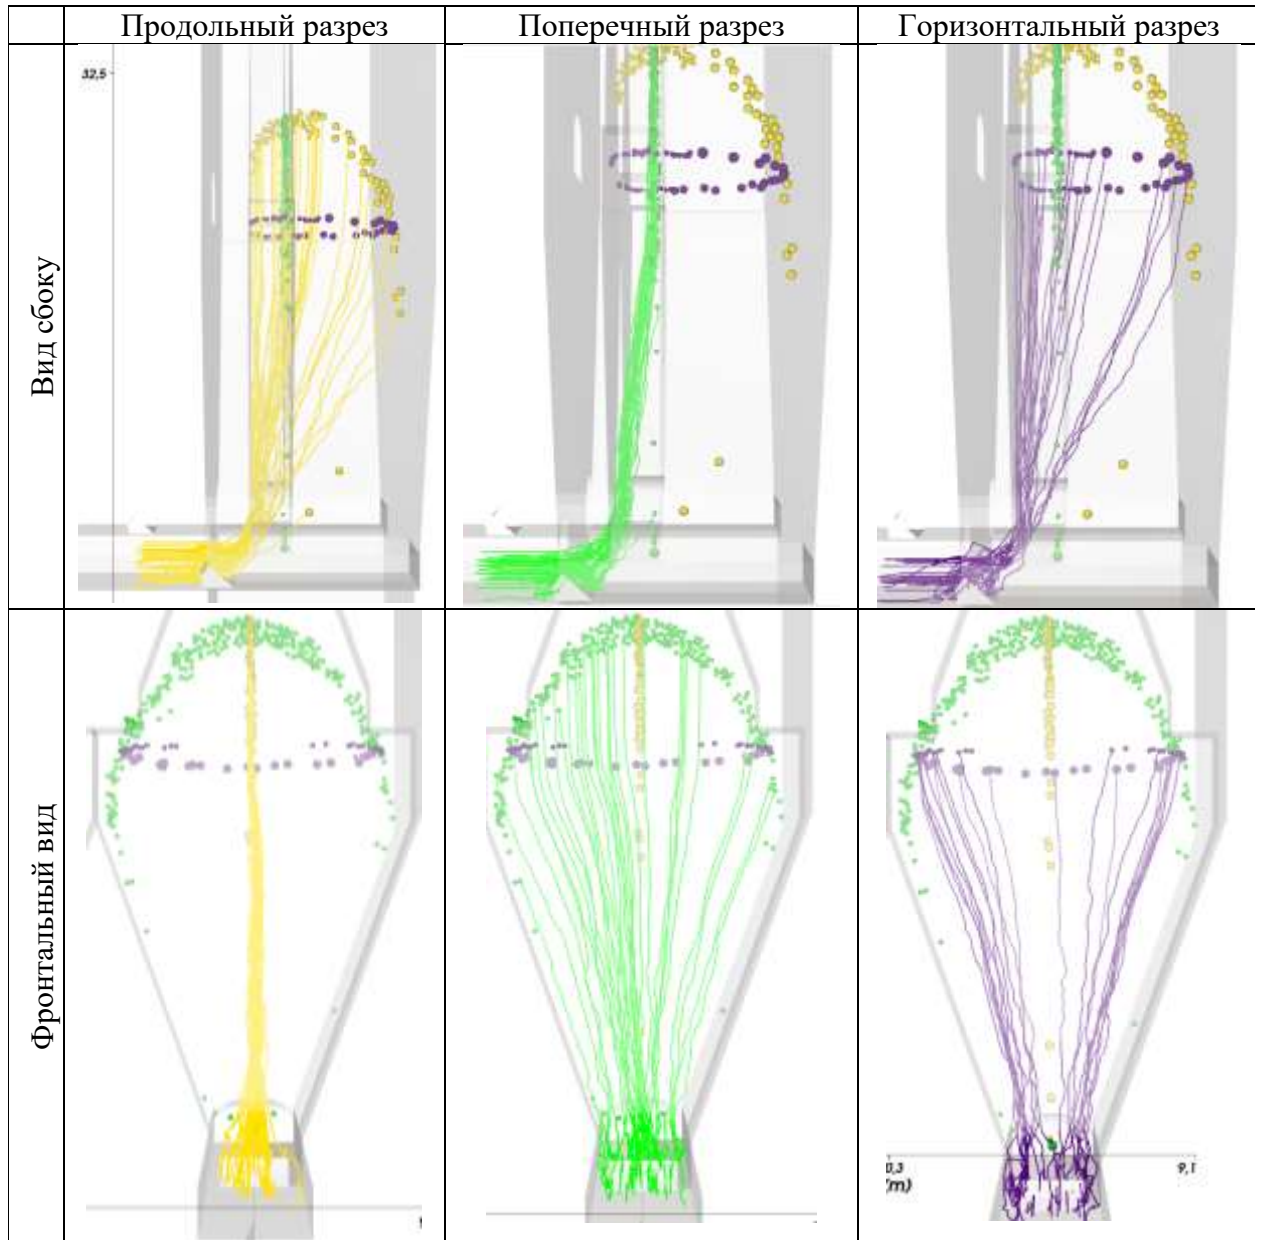 Продольный разрез
Поперечный разрез
Горизонтальный разрез
Вид сбоку
32,5
Фронтальный вид
0,3
(m)
9,1